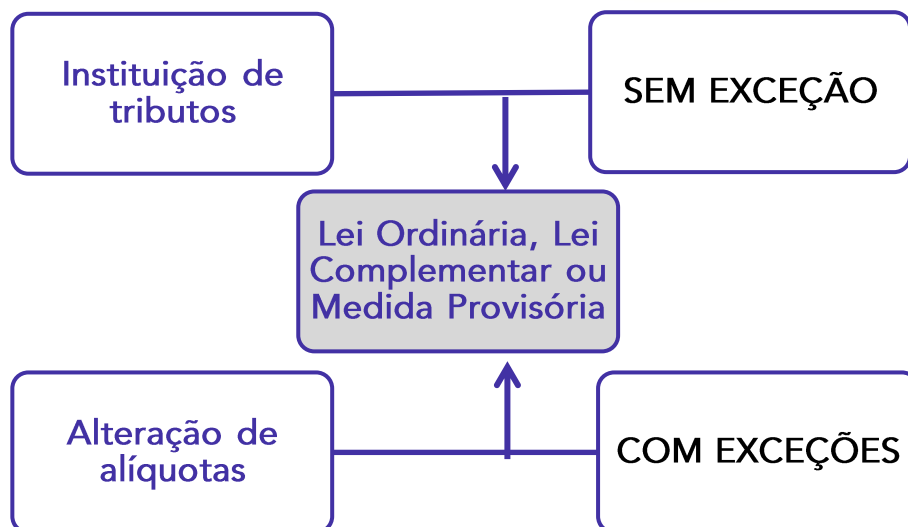 Instituição de
tributos
SEM EXCEÇÃO
Lei Ordinária, Lei
Complementar ou
Medida Provisória
Alteração de
alíquotas
COM EXCEÇÕES